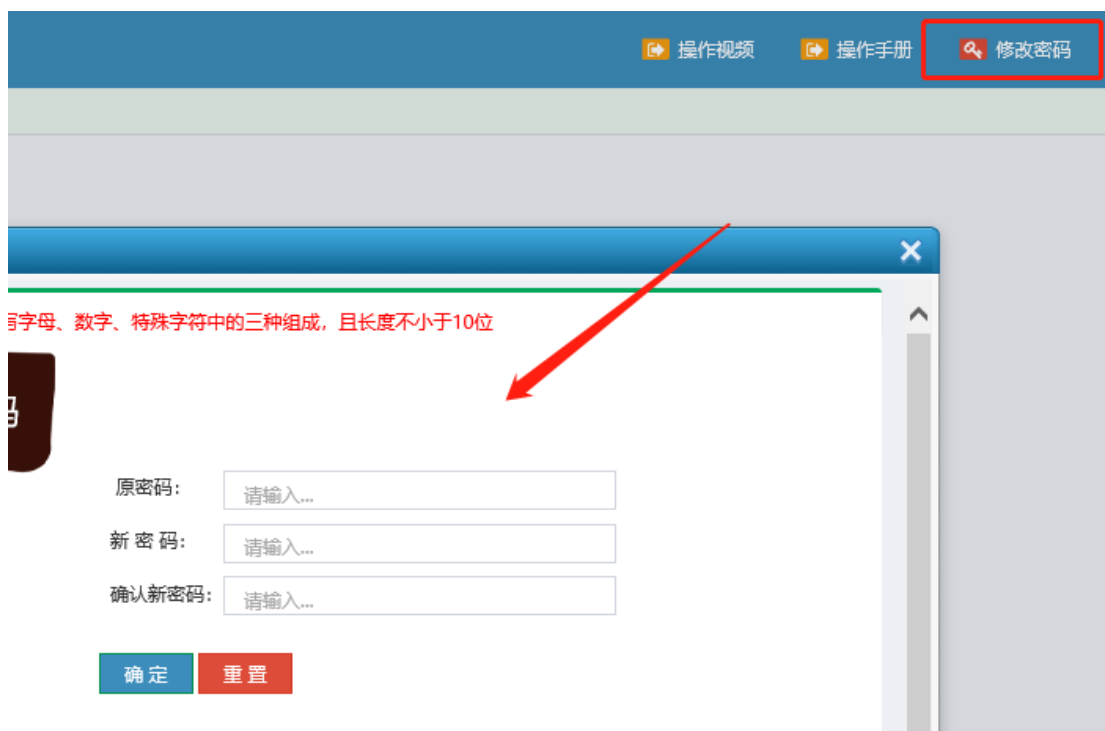 操作视频 操作手册 修改密码
写字母、数字、特殊字符中的三种组成，且长度不小于10位
码
原密码：
请输入...
新 密 码：
请输入...
确认新密码：
请输入...
确 定 重 置